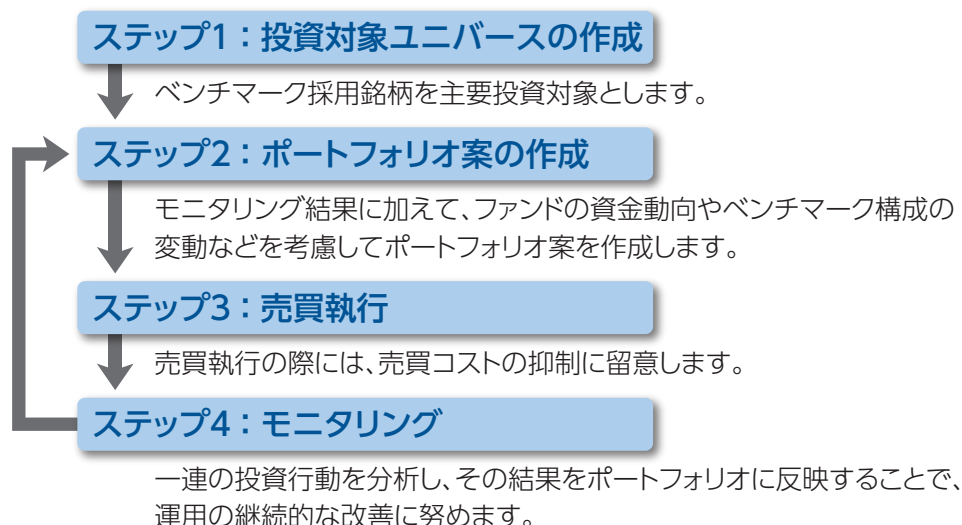 ステップ1：投資対象ユニバースの作成
ベンチマーク採用銘柄を主要投資対象とします。
ステップ2：ポートフォリオ案の作成
モニタリング結果に加えて、ファンドの資金動向やベンチマーク構成の
変動などを考慮してポートフォリオ案を作成します。
ステップ3：売買執行
売買執行の際には、売買コストの抑制に留意します。
ステップ4：モニタリング
一連の投資行動を分析し、その結果をポートフォリオに反映することで、
運用の継続的な改善に努めます。